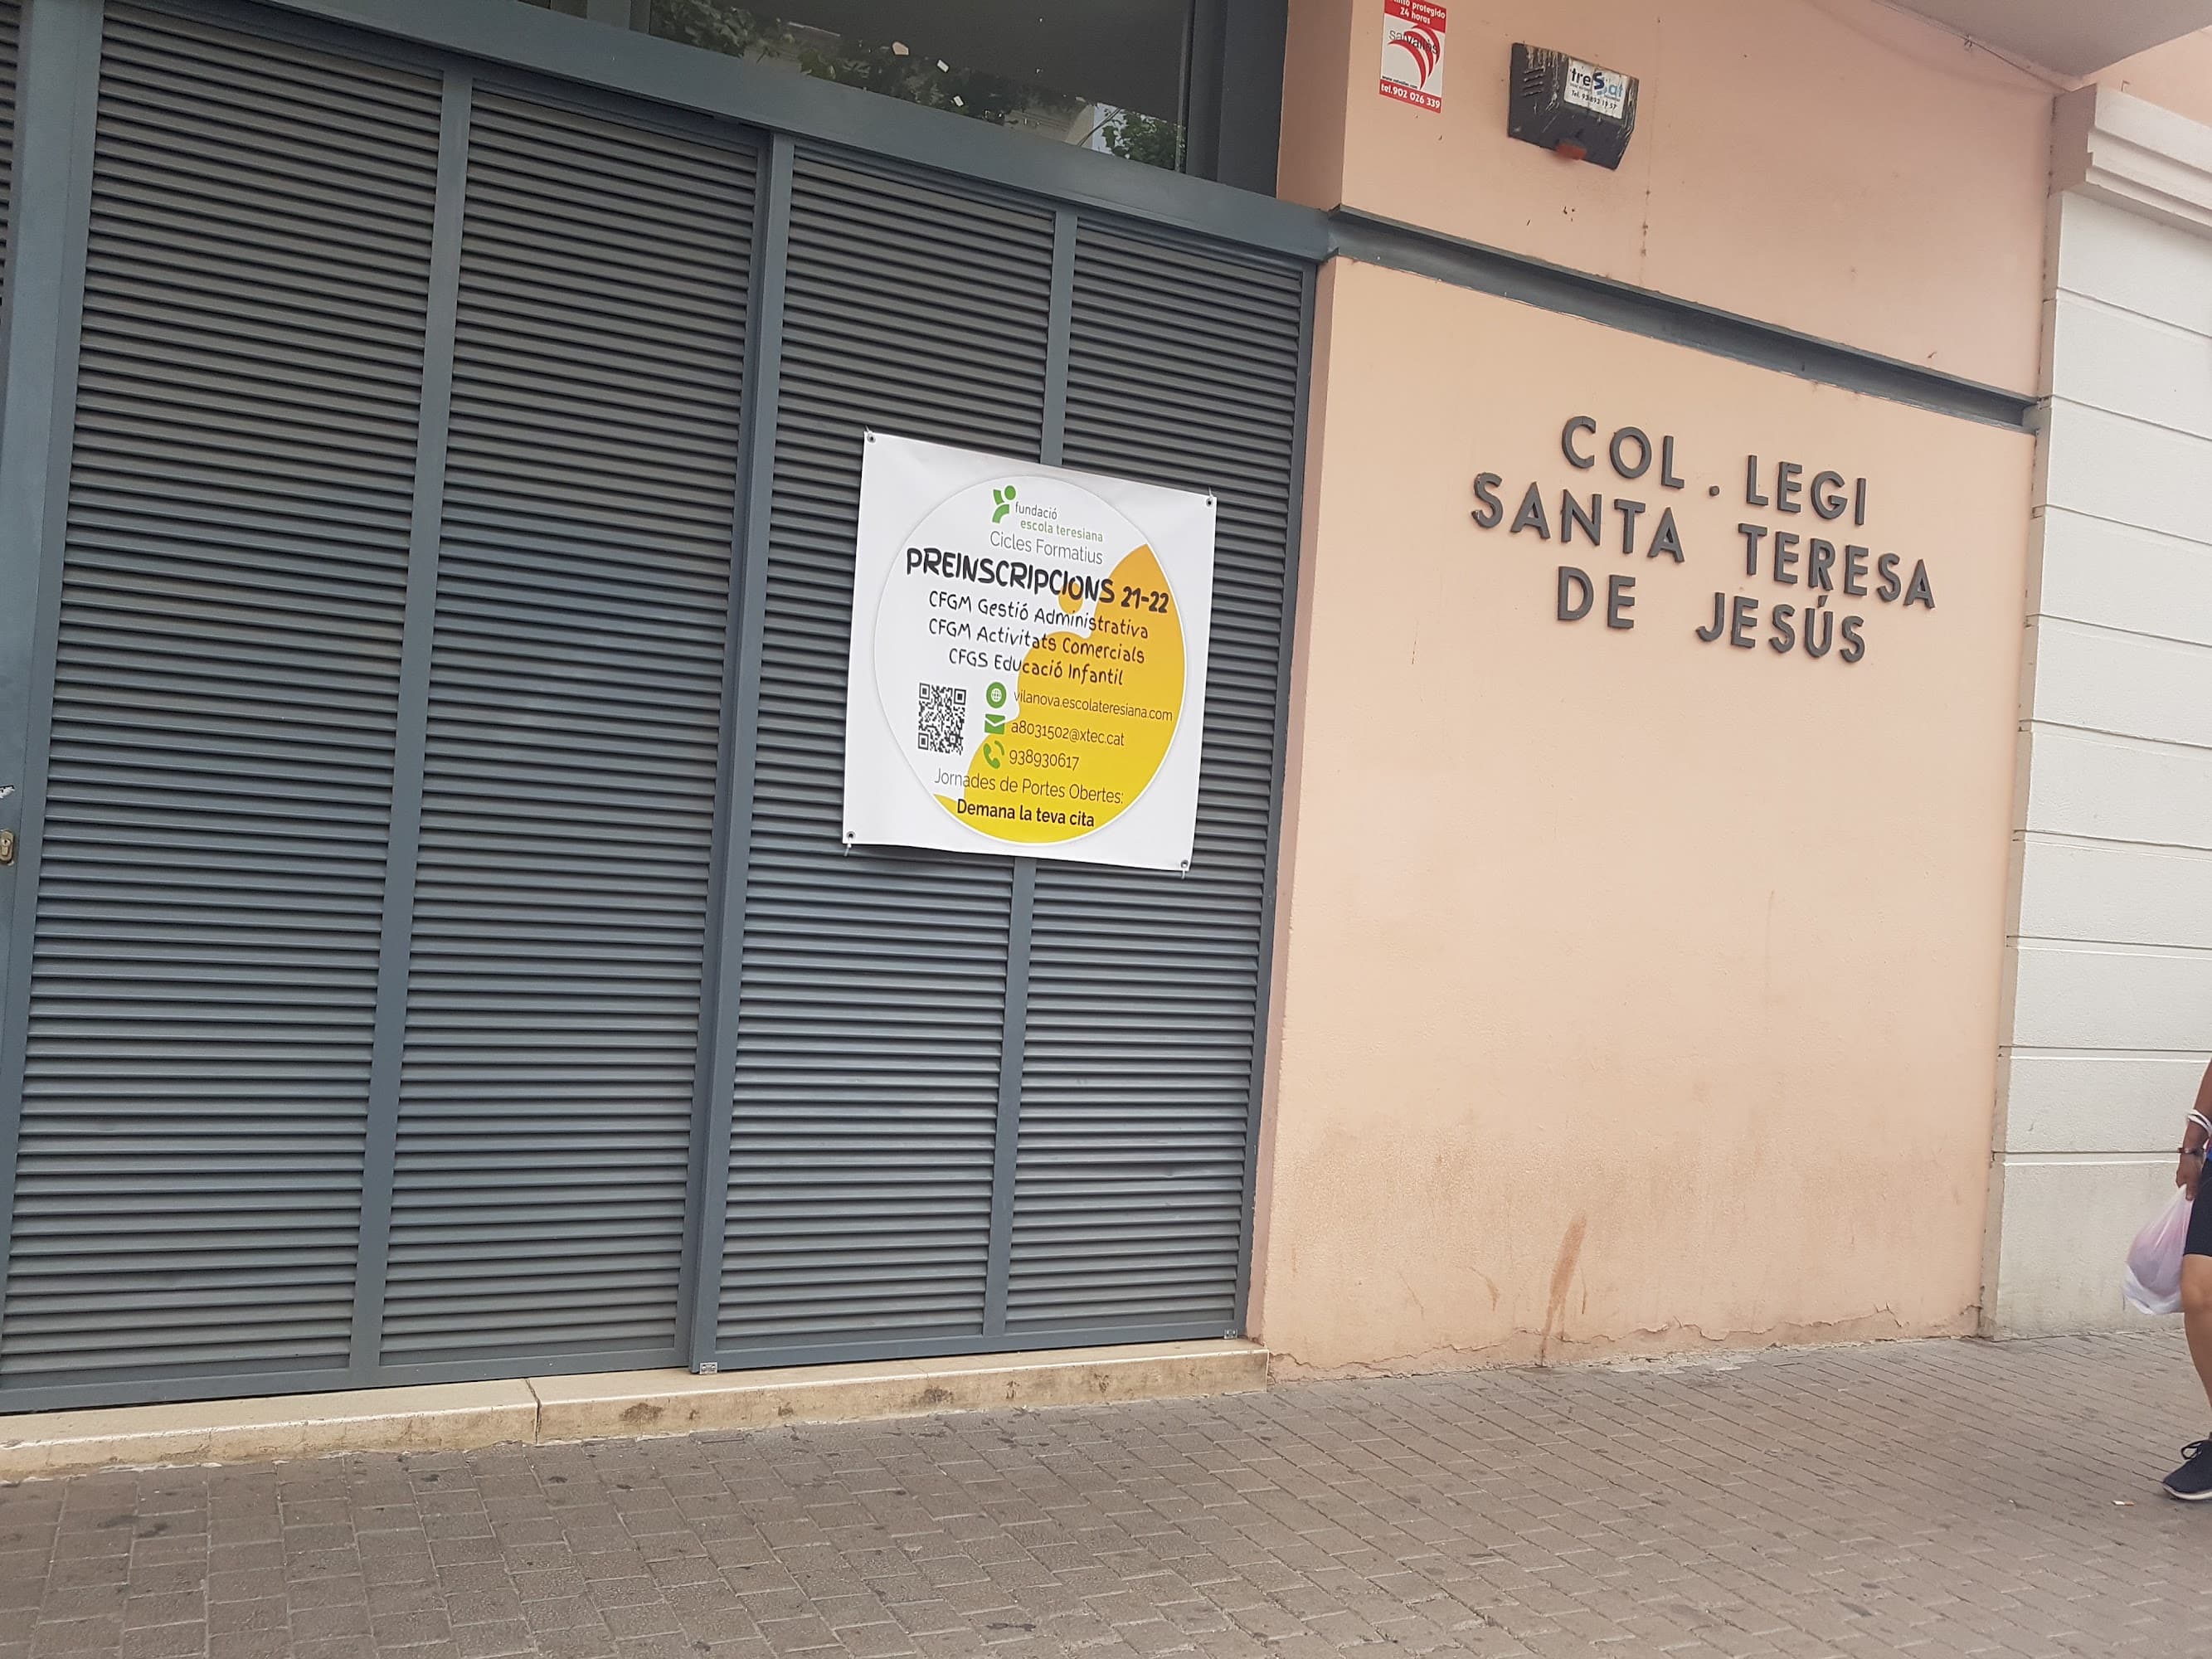 24 horas
tel.902 026 339
fundació
escola teresiana
Cicles Formatius
PREINSCRIPCIONS 21-22
CFGM Gestió Administrativa
CFGM Activitats Comercials
CFGS Educació Infantil
vilanova.escolateresiana.com
a8031502@xtec.cat
938930617
Jornades de Portes Obertes:
Demana la teva cita
COL.LEGI
SANTA TERESA
DE JESÚS